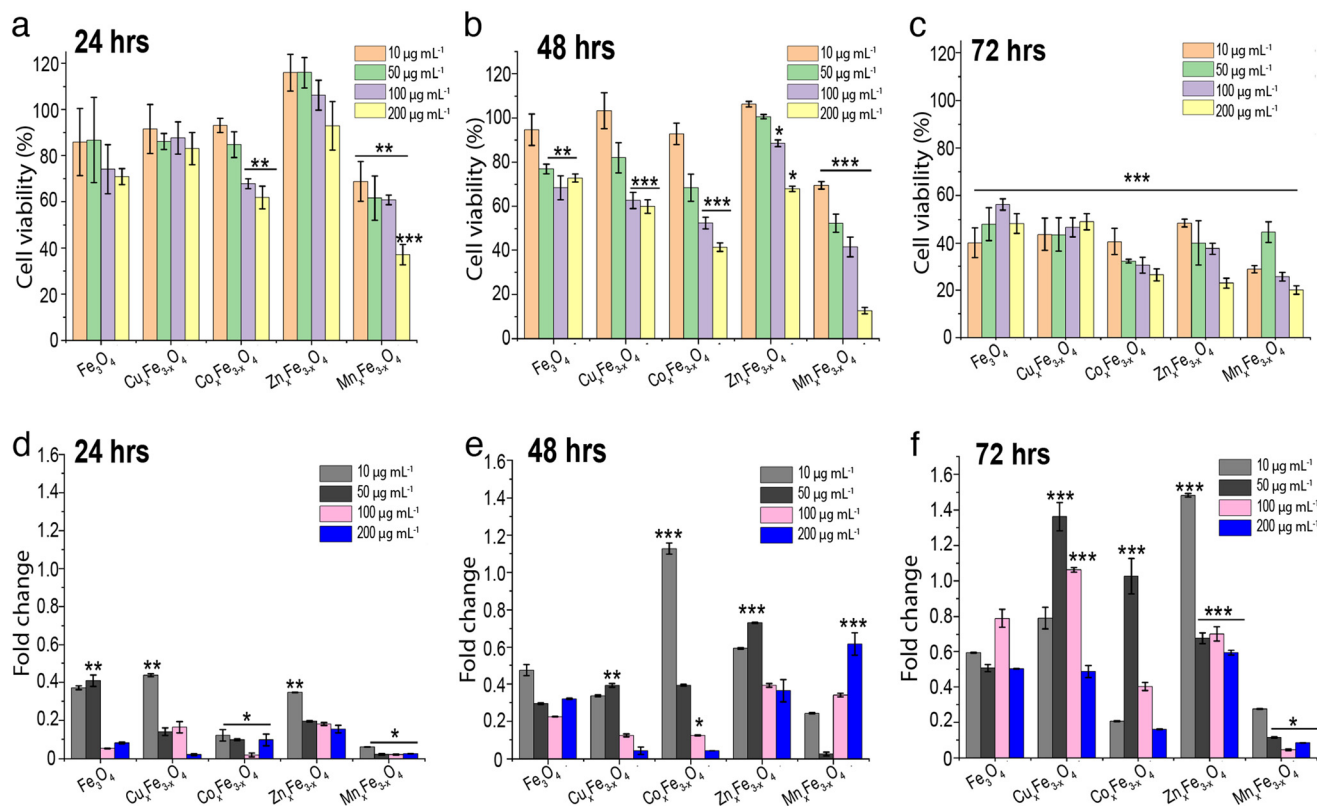 a
24 hrs
Cell viability (%)
120
100
80
60
40
20
0
10 µg mL⁻¹
50 µg mL⁻¹
100 µg mL⁻¹
200 µg mL⁻¹
**
**
***
Fe₃O₄
CuₓFe₃₋ₓO₄
CoₓFe₃₋ₓO₄
ZnₓFe₃₋ₓO₄
MnₓFe₃₋ₓO₄
b
48 hrs
Cell viability (%)
120
100
80
60
40
20
0
10 µg mL⁻¹
50 µg mL⁻¹
100 µg mL⁻¹
200 µg mL⁻¹
**
***
***
*
*
***
Fe₃O₄
CuₓFe₃₋ₓO₄
CoₓFe₃₋ₓO₄
ZnₓFe₃₋ₓO₄
MnₓFe₃₋ₓO₄
c
72 hrs
Cell viability (%)
120
100
80
60
40
20
0
10 µg mL⁻¹
50 µg mL⁻¹
100 µg mL⁻¹
200 µg mL⁻¹
***
Fe₃O₄
CuₓFe₃₋ₓO₄
CoₓFe₃₋ₓO₄
ZnₓFe₃₋ₓO₄
MnₓFe₃₋ₓO₄
d
24 hrs
Fold change
1.6
1.4
1.2
1.0
0.8
0.6
0.4
0.2
0
10 µg mL⁻¹
50 µg mL⁻¹
100 µg mL⁻¹
200 µg mL⁻¹
**
**
*
**
*
Fe₃O₄
CuₓFe₃₋ₓO₄
CoₓFe₃₋ₓO₄
ZnₓFe₃₋ₓO₄
MnₓFe₃₋ₓO₄
e
48 hrs
Fold change
1.6
1.4
1.2
1.0
0.8
0.6
0.4
0.2
0
10 µg mL⁻¹
50 µg mL⁻¹
100 µg mL⁻¹
200 µg mL⁻¹
**
***
*
***
***
Fe₃O₄
CuₓFe₃₋ₓO₄
CoₓFe₃₋ₓO₄
ZnₓFe₃₋ₓO₄
MnₓFe₃₋ₓO₄
f
72 hrs
Fold change
1.6
1.4
1.2
1.0
0.8
0.6
0.4
0.2
0
10 µg mL⁻¹
50 µg mL⁻¹
100 µg mL⁻¹
200 µg mL⁻¹
***
***
***
***
***
*
Fe₃O₄
CuₓFe₃₋ₓO₄
CoₓFe₃₋ₓO₄
ZnₓFe₃₋ₓO₄
MnₓFe₃₋ₓO₄